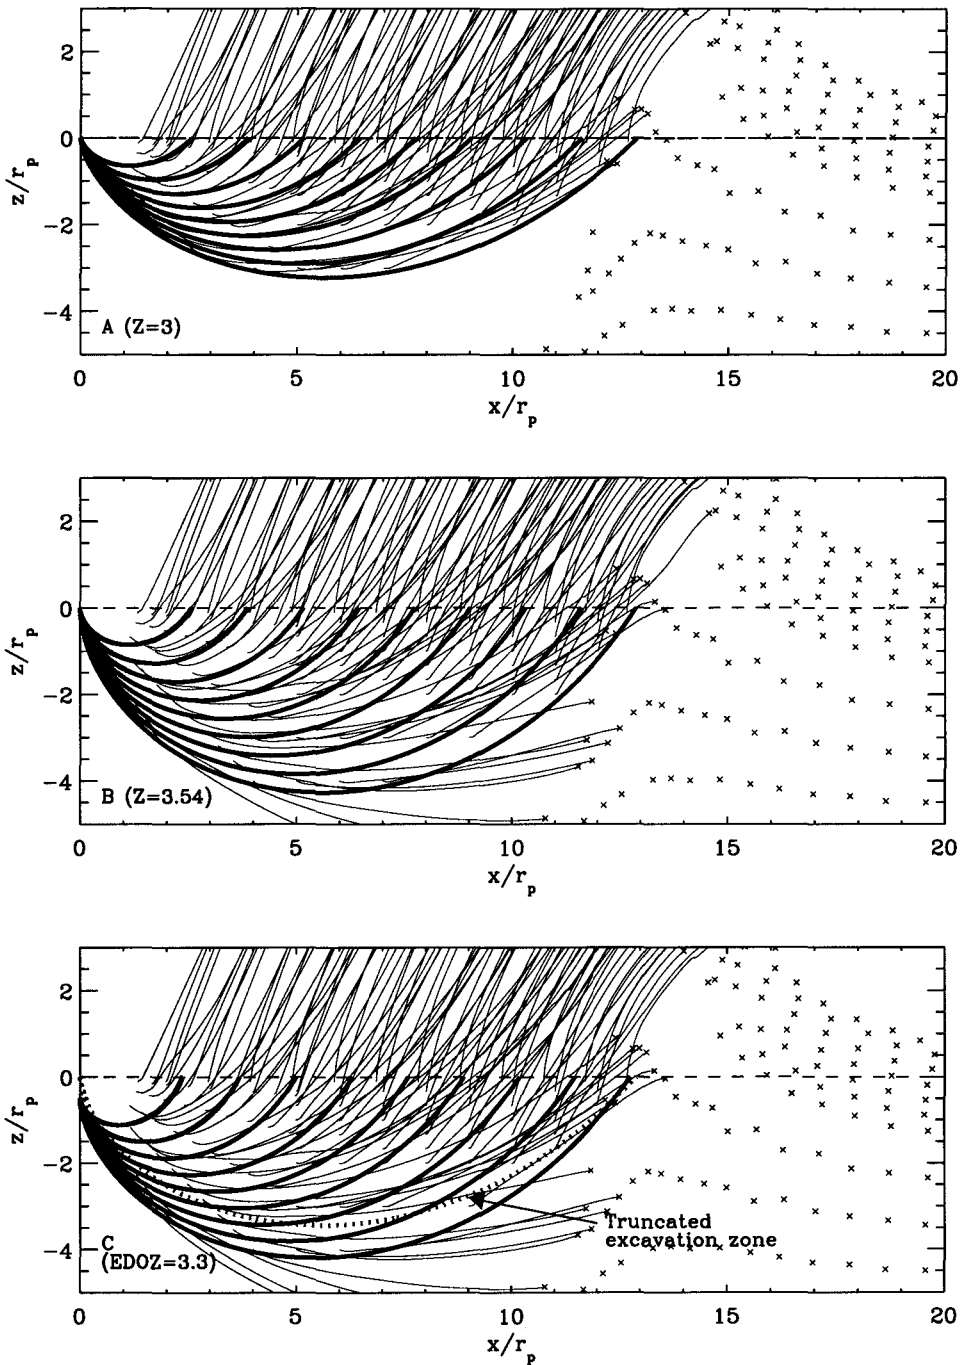 2
0
-2
-4
z/r_p
A (Z=3)
0 5 10 15 20
x/r_p
2
0
-2
-4
z/r_p
B (Z=3.54)
0 5 10 15 20
x/r_p
2
0
-2
-4
z/r_p
C
(EDOZ=3.3)
Truncated
excavation zone
0 5 10 15 20
x/r_p